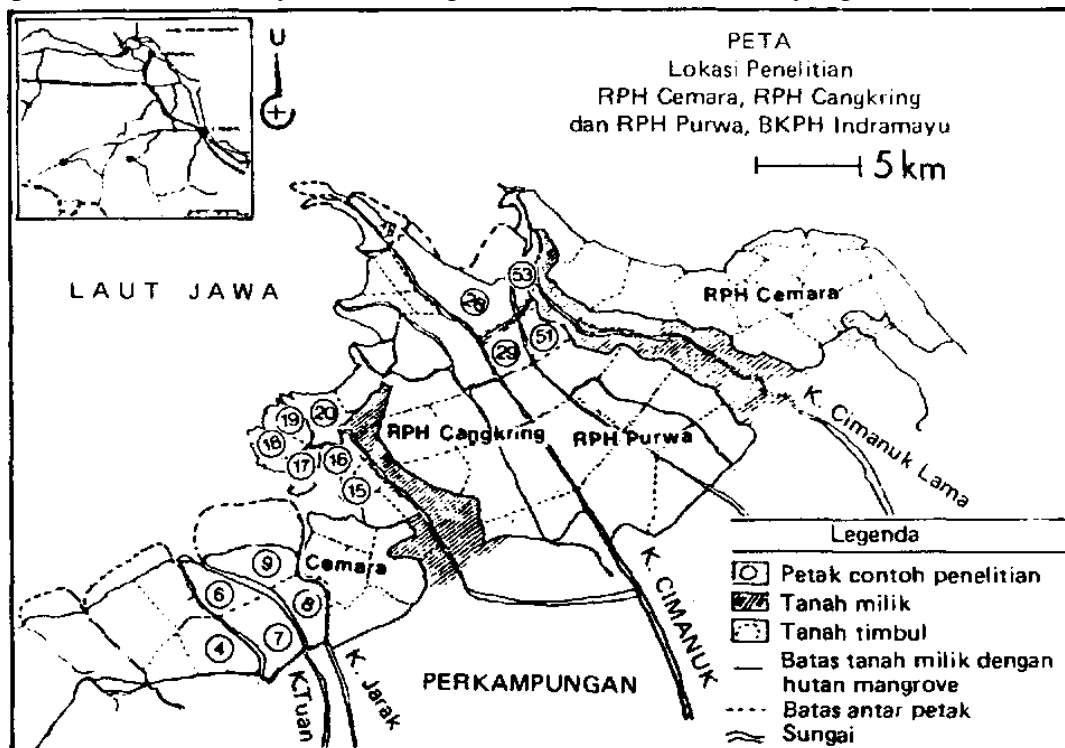 U
PETA
Lokasi Penelitian
RPH Cemara, RPH Cangkring
dan RPH Purwa, BKPH Indramayu
5 km
LAUT JAWA
RPH Cemara
53
28
51
29
20
19
18
17
16
15
RPH Cangkring
RPH Purwa
K. Cimanuk Lama
9
Cemara
6
8
4
7
K.Tuan
K. Jarak
PERKAMPUNGAN
K. CIMANUK
Legenda
Petak contoh penelitian
Tanah milik
Tanah timbul
Batas tanah milik dengan
hutan mangrove
Batas antar petak
Sungai